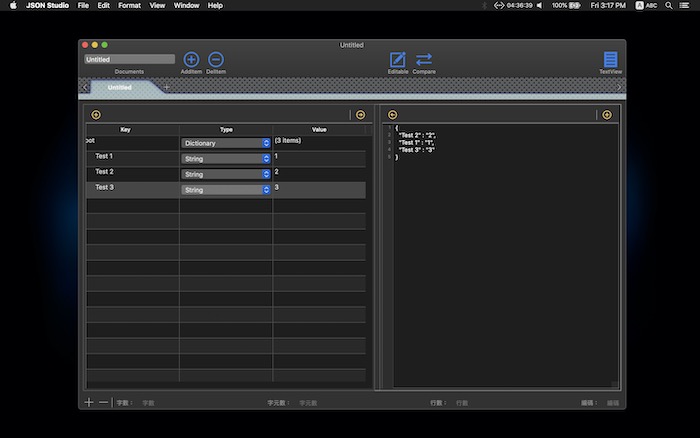 JSON Studio File Edit Format View Window Help 04:36:39 100% Fri 3:17 PM A ABC
Untitled
Untitled
Documents AddItem DelItem Editable Compare TextView
Untitled
Key Type Value
oot Dictionary (3 items)
Test 1 String 1
Test 2 String 2
Test 3 String 3
1 {
2 "Test 2" : "2",
3 "Test 1" : "1",
4 "Test 3" : "3"
5 }
字數： 字數 字元數： 字元數 行數： 行數 編碼： 編碼